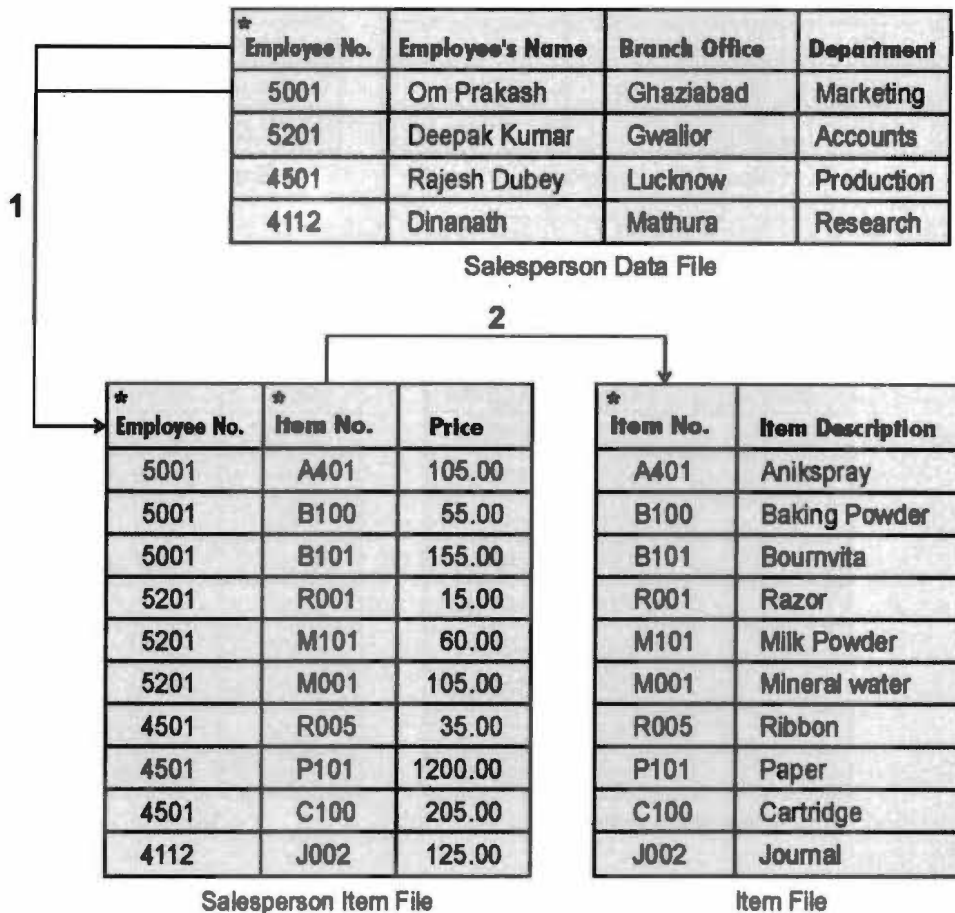 *
Employee No. Employee's Name Branch Office Department
5001 Om Prakash Ghaziabad Marketing
5201 Deepak Kumar Gwalior Accounts
4501 Rajesh Dubey Lucknow Production
4112 Dinanath Mathura Research
1
Salesperson Data File
2
* *
Employee No. Item No. Price
5001 A401 105.00
5001 B100 55.00
5001 B101 155.00
5201 R001 15.00
5201 M101 60.00
5201 M001 105.00
4501 R005 35.00
4501 P101 1200.00
4501 C100 205.00
4112 J002 125.00
Salesperson Item File
*
Item No. Item Description
A401 Anikspray
B100 Baking Powder
B101 Bournvita
R001 Razor
M101 Milk Powder
M001 Mineral water
R005 Ribbon
P101 Paper
C100 Cartridge
J002 Journal
Item File